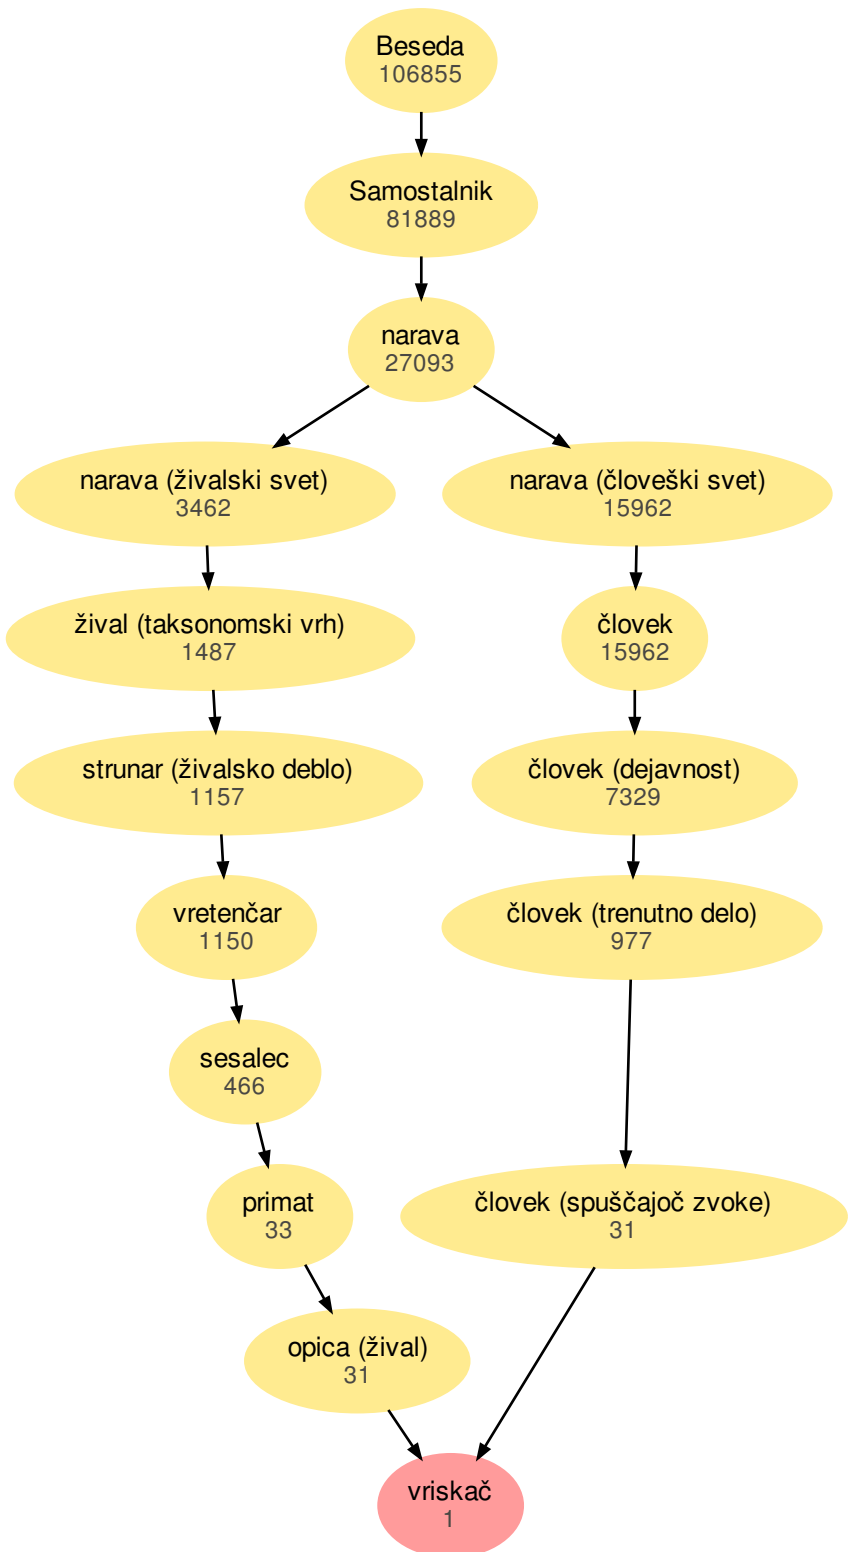 Beseda
106855
Samostalnik
81889
narava
27093
narava (živalski svet)
3462
narava (človeški svet)
15962
žival (taksonomski vrh)
1487
človek
15962
strunar (živalsko deblo)
1157
človek (dejavnost)
7329
vretenčar
1150
človek (trenutno delo)
977
sesalec
466
primat
33
človek (spuščajoč zvoke)
31
opica (žival)
31
vriskač
1